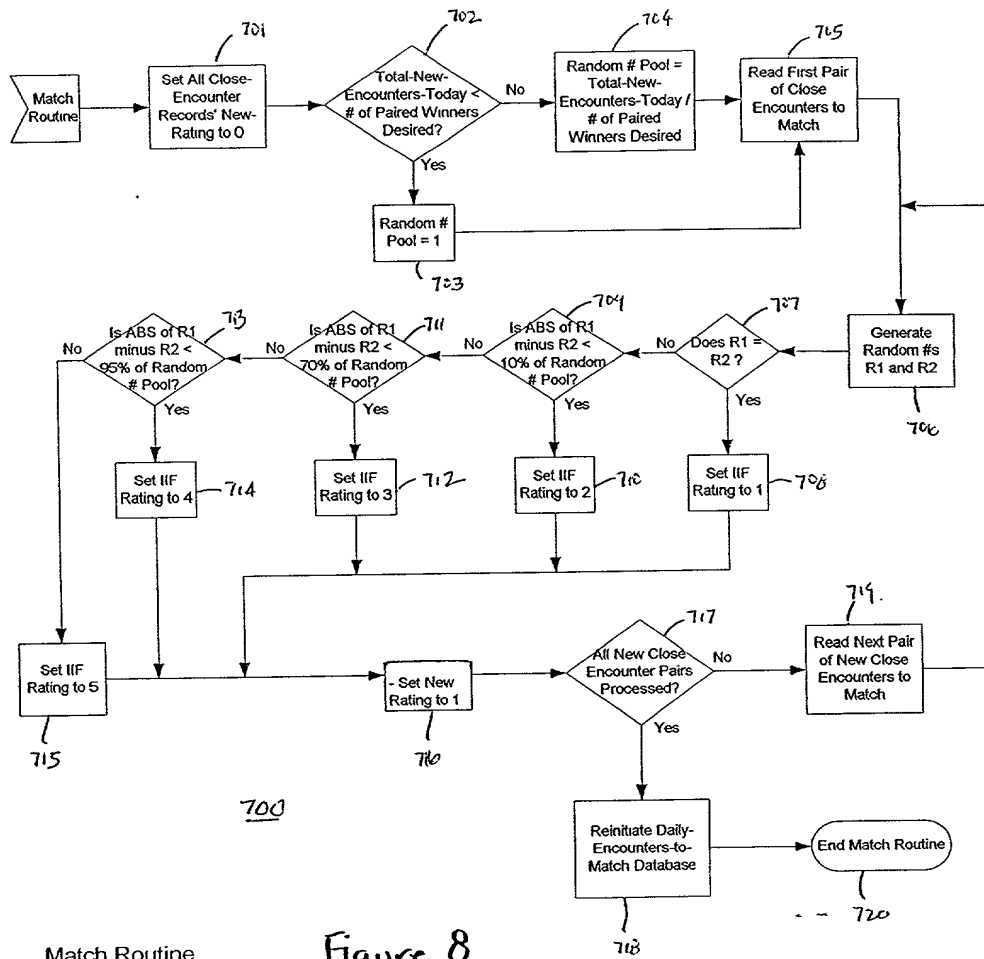 701
702
704
705
Match
Routine
Set All Close-
Encounter
Records' New-
Rating to 0
Total-New-
Encounters-Today <
# of Paired Winners
Desired?
No
Yes
Random # Pool =
Total-New-
Encounters-Today /
# of Paired
Winners Desired
Read First Pair
of Close
Encounters to
Match
Random #
Pool = 1
703
713
Is ABS of R1
minus R2 <
95% of Random
# Pool?
No
Yes
711
Is ABS of R1
minus R2 <
70% of Random
# Pool?
No
Yes
709
Is ABS of R1
minus R2 <
10% of Random
# Pool?
No
Yes
707
Does R1 =
R2 ?
No
Yes
Generate
Random #s
R1 and R2
706
Set IIF
Rating to 4
714
Set IIF
Rating to 3
712
Set IIF
Rating to 2
710
Set IIF
Rating to 1
708
Set IIF
Rating to 5
715
- Set New
Rating to 1
716
717
All New Close
Encounter Pairs
Processed?
No
Yes
719.
Read Next Pair
of New Close
Encounters to
Match
700
Reinitiate Daily-
Encounters-to-
Match Database
718
End Match Routine
720
Match Routine
Figure 8